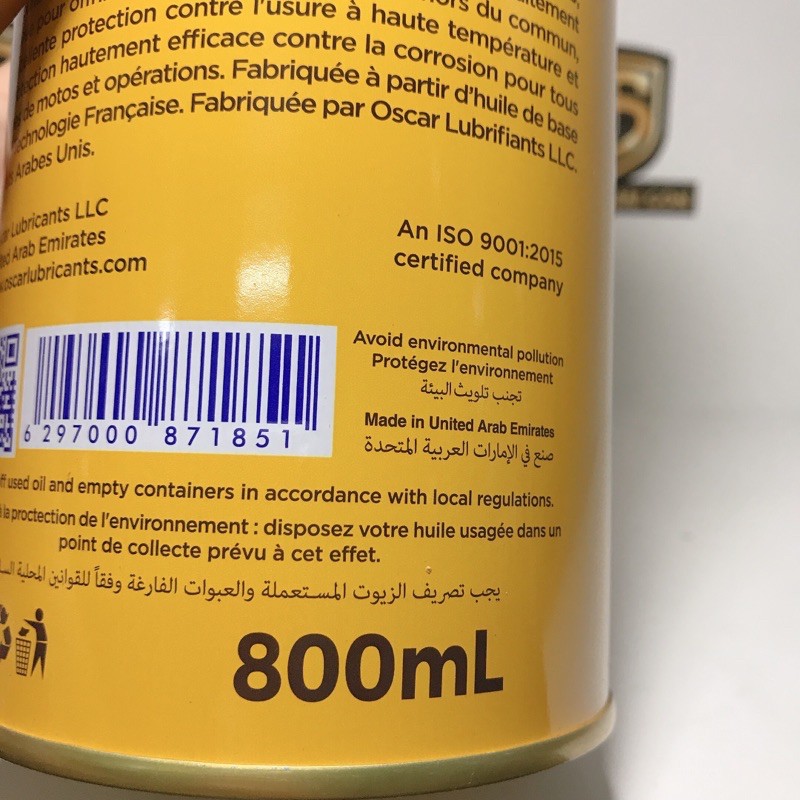 pour
hors du commun,
protection contre l'usure à haute température et
hautement efficace contre la corrosion pour tous
de motos et opérations. Fabriquée à partir d'huile de base
technologie Française. Fabriquée par Oscar Lubrifiants LLC.
Arabes Unis.
Lubricants LLC
Arab Emirates
oscarlubricants.com
An ISO 9001:2015
certified company
Avoid environmental pollution
Protégez l'environnement
تجنب تلويث البيئة
Made in United Arab Emirates
صنع في الإمارات العربية المتحدة
6 297000 871851
used oil and empty containers in accordance with local regulations.
la proctection de l'environnement : disposez votre huile usagée dans un
point de collecte prévu à cet effet.
يجب تصريف الزيوت المستعملة والعبوات الفارغة وفقاً للقوانين المحلية
800mL